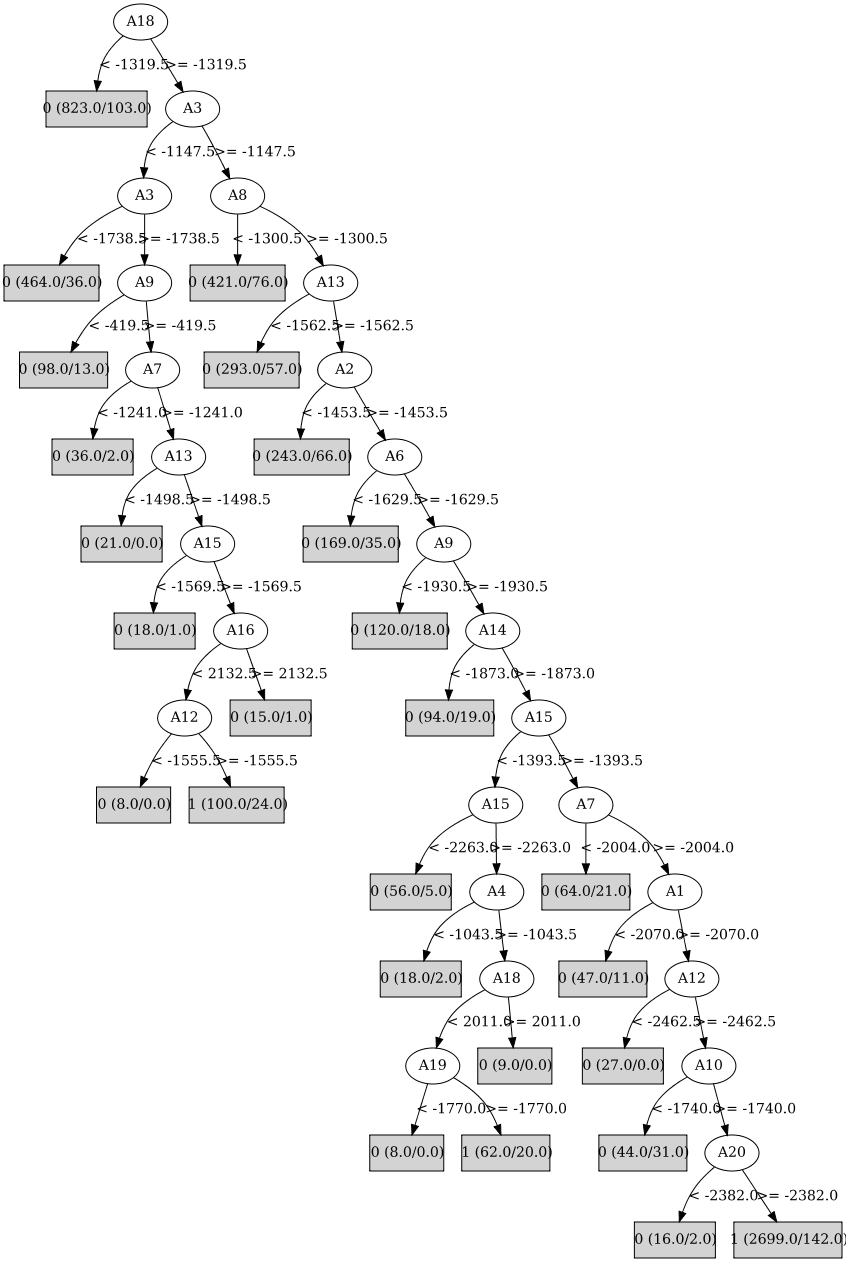 A18
< -1319.5 >= -1319.5
0 (823.0/103.0) A3
< -1147.5 >= -1147.5
A3 A8
< -1738.5 >= -1738.5 < -1300.5 >= -1300.5
0 (464.0/36.0) A9 0 (421.0/76.0) A13
< -419.5 >= -419.5 < -1562.5 >= -1562.5
0 (98.0/13.0) A7 0 (293.0/57.0) A2
< -1241.0 >= -1241.0 < -1453.5 >= -1453.5
0 (36.0/2.0) A13 0 (243.0/66.0) A6
< -1498.5 >= -1498.5 < -1629.5 >= -1629.5
0 (21.0/0.0) A15 0 (169.0/35.0) A9
< -1569.5 >= -1569.5 < -1930.5 >= -1930.5
0 (18.0/1.0) A16 0 (120.0/18.0) A14
< 2132.5 >= 2132.5 < -1873.0 >= -1873.0
A12 0 (15.0/1.0) 0 (94.0/19.0) A15
< -1555.5 >= -1555.5 < -1393.5 >= -1393.5
0 (8.0/0.0) 1 (100.0/24.0) A15 A7
< -2263.0 >= -2263.0 < -2004.0 >= -2004.0
0 (56.0/5.0) A4 0 (64.0/21.0) A1
< -1043.5 >= -1043.5 < -2070.0 >= -2070.0
0 (18.0/2.0) A18 0 (47.0/11.0) A12
< 2011.0 >= 2011.0 < -2462.5 >= -2462.5
A19 0 (9.0/0.0) 0 (27.0/0.0) A10
< -1770.0 >= -1770.0 < -1740.0 >= -1740.0
0 (8.0/0.0) 1 (62.0/20.0) 0 (44.0/31.0) A20
< -2382.0 >= -2382.0
0 (16.0/2.0) 1 (2699.0/142.0)